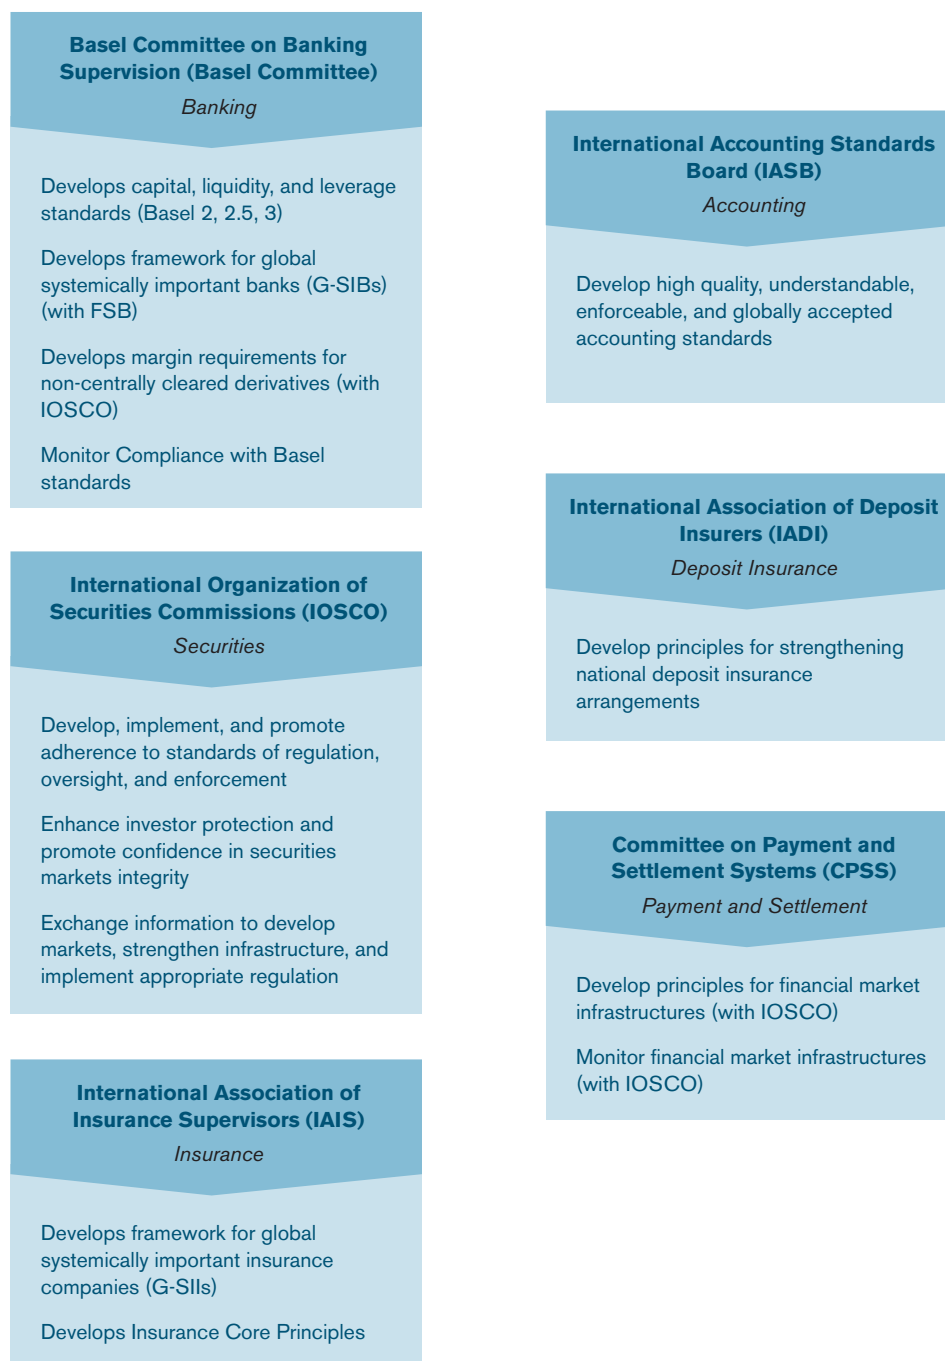 Basel Committee on Banking
Supervision (Basel Committee)
Banking
Develops capital, liquidity, and leverage
standards (Basel 2, 2.5, 3)
Develops framework for global
systemically important banks (G-SIBs)
(with FSB)
Develops margin requirements for
non-centrally cleared derivatives (with
IOSCO)
Monitor Compliance with Basel
standards
International Organization of
Securities Commissions (IOSCO)
Securities
Develop, implement, and promote
adherence to standards of regulation,
oversight, and enforcement
Enhance investor protection and
promote confidence in securities
markets integrity
Exchange information to develop
markets, strengthen infrastructure, and
implement appropriate regulation
International Association of
Insurance Supervisors (IAIS)
Insurance
Develops framework for global
systemically important insurance
companies (G-SIIs)
Develops Insurance Core Principles
International Accounting Standards
Board (IASB)
Accounting
Develop high quality, understandable,
enforceable, and globally accepted
accounting standards
International Association of Deposit
Insurers (IADI)
Deposit Insurance
Develop principles for strengthening
national deposit insurance
arrangements
Committee on Payment and
Settlement Systems (CPSS)
Payment and Settlement
Develop principles for financial market
infrastructures (with IOSCO)
Monitor financial market infrastructures
(with IOSCO)